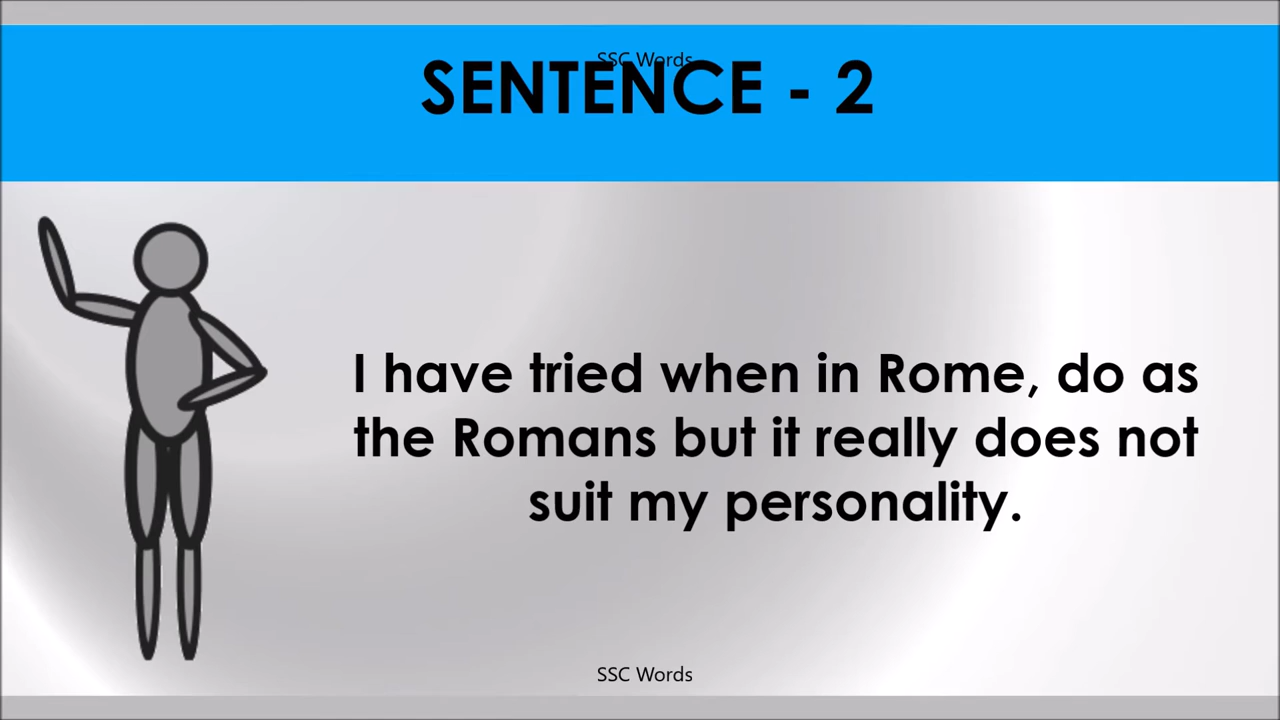 SSC Words
SENTENCE - 2
I have tried when in Rome, do as
the Romans but it really does not
suit my personality.
SSC Words